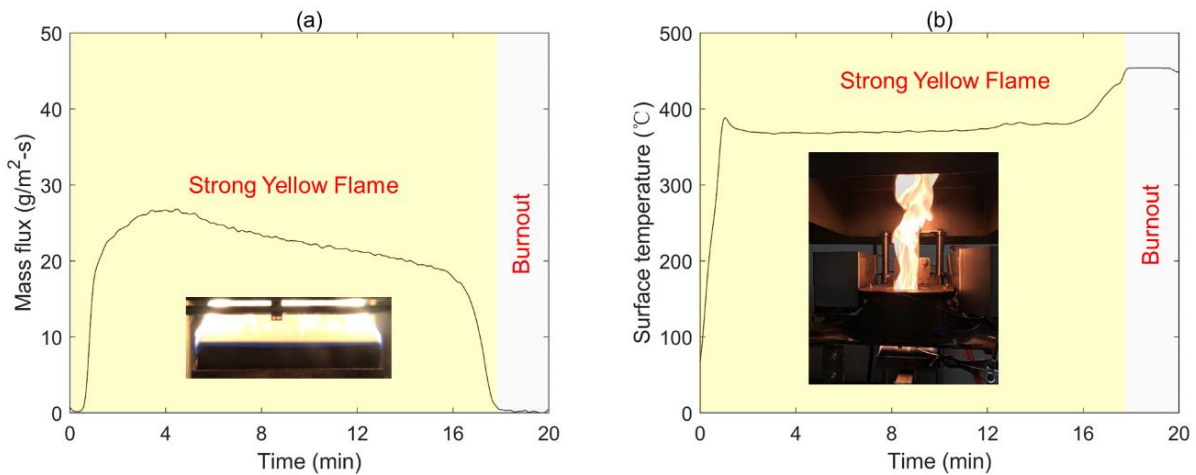 (a)
50
40
30
20
10
0
Mass flux (g/m²-s)
Strong Yellow Flame
Burnout
0 4 8 12 16 20
Time (min)
(b)
500
400
300
200
100
0
Surface temperature (℃)
Strong Yellow Flame
Burnout
0 4 8 12 16 20
Time (min)